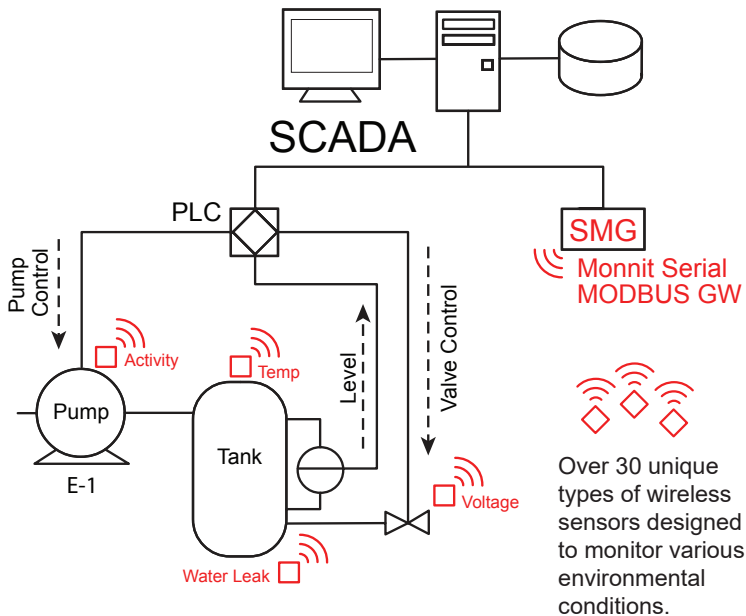 SCADA
PLC
SMG
Monnit Serial
MODBUS GW
Pump
Control
Activity
Temp
Level
Valve Control
Pump
Tank
E-1
Voltage
Water Leak
Over 30 unique
types of wireless
sensors designed
to monitor various
environmental
conditions.